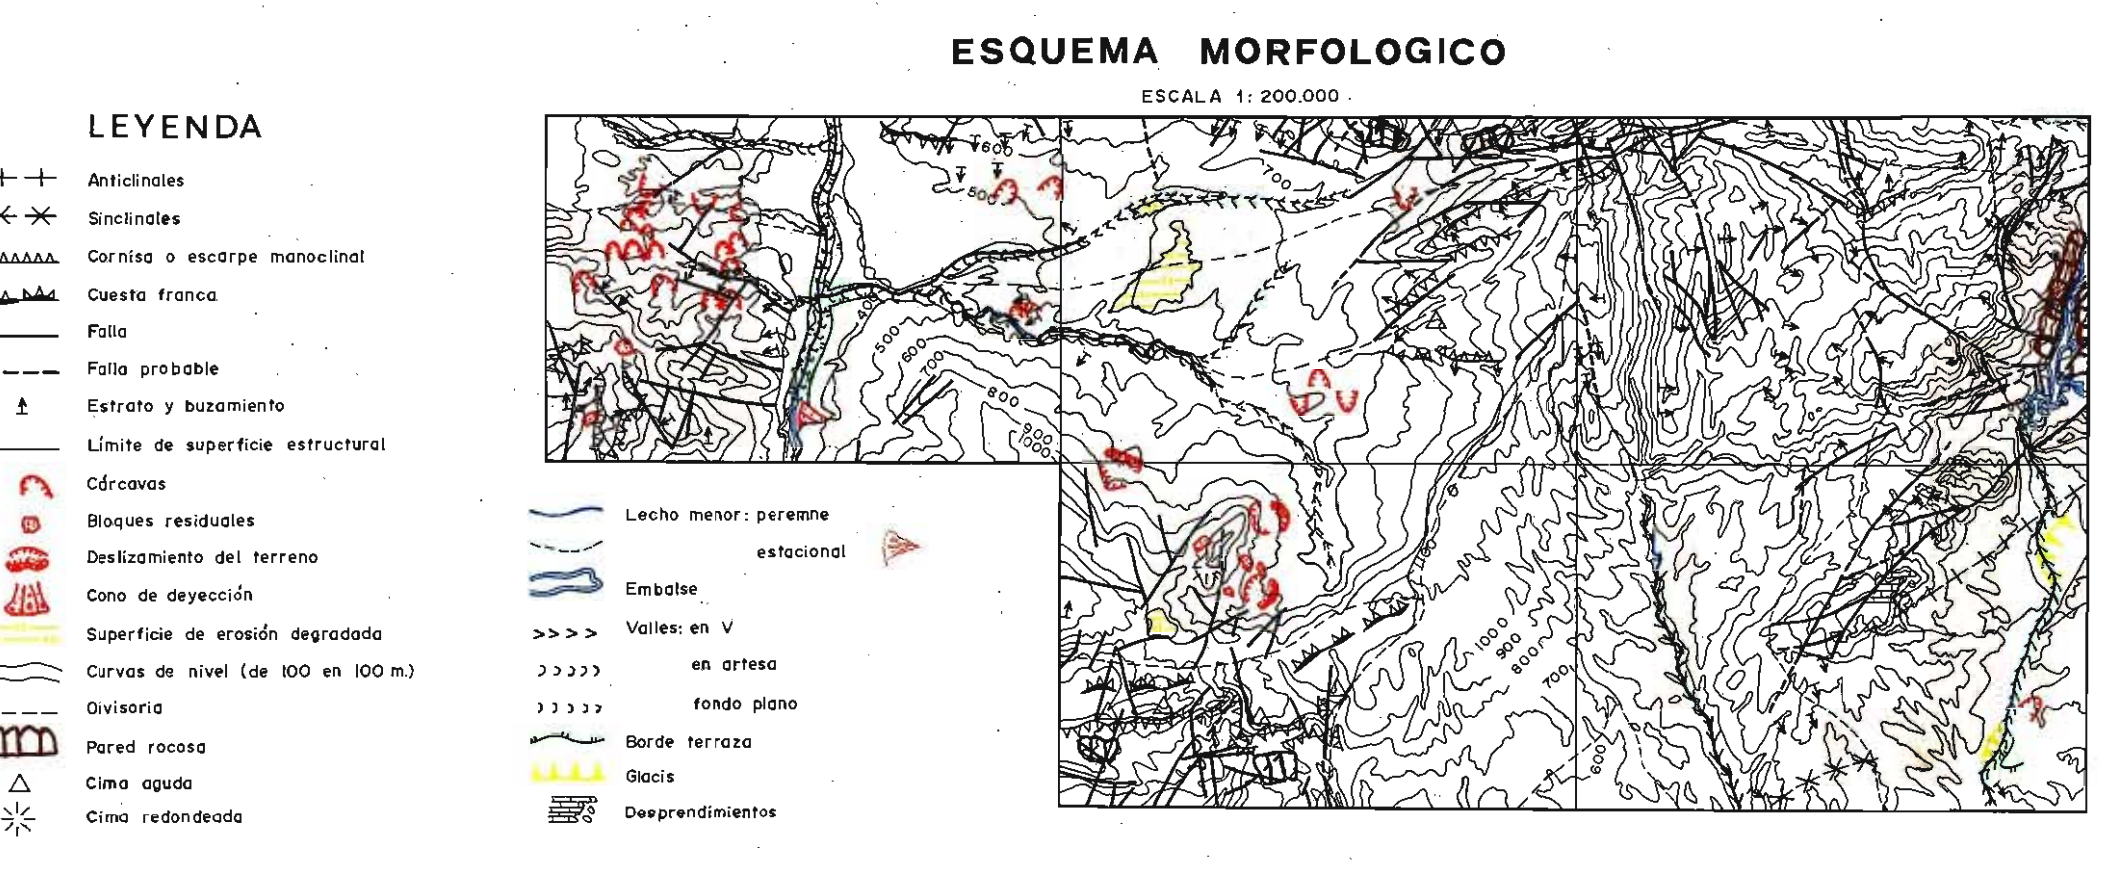 ESQUEMA MORFOLOGICO
ESCALA 1:200.000
LEYENDA
Anticlinales
Sinclinales
Cornisa o escarpe manoclinal
Cuesta franca
Falla
Falla probable
Estrato y buzamiento
Límite de superficie estructural
Cárcavas
Bloques residuales
Deslizamiento del terreno
Cono de deyección
Superficie de erosión degradada
Curvas de nivel (de 100 en 100 m.)
Divisoria
Pared rocosa
Cima aguda
Cima redondeada
Lecho menor: peremne
estacional
Embalse
Valles: en V
en artesa
fondo plano
Borde terraza
Glacis
Desprendimientos
600
500
700
400
500
600
700
800
900
1000
1100
1000
900
800
700
600